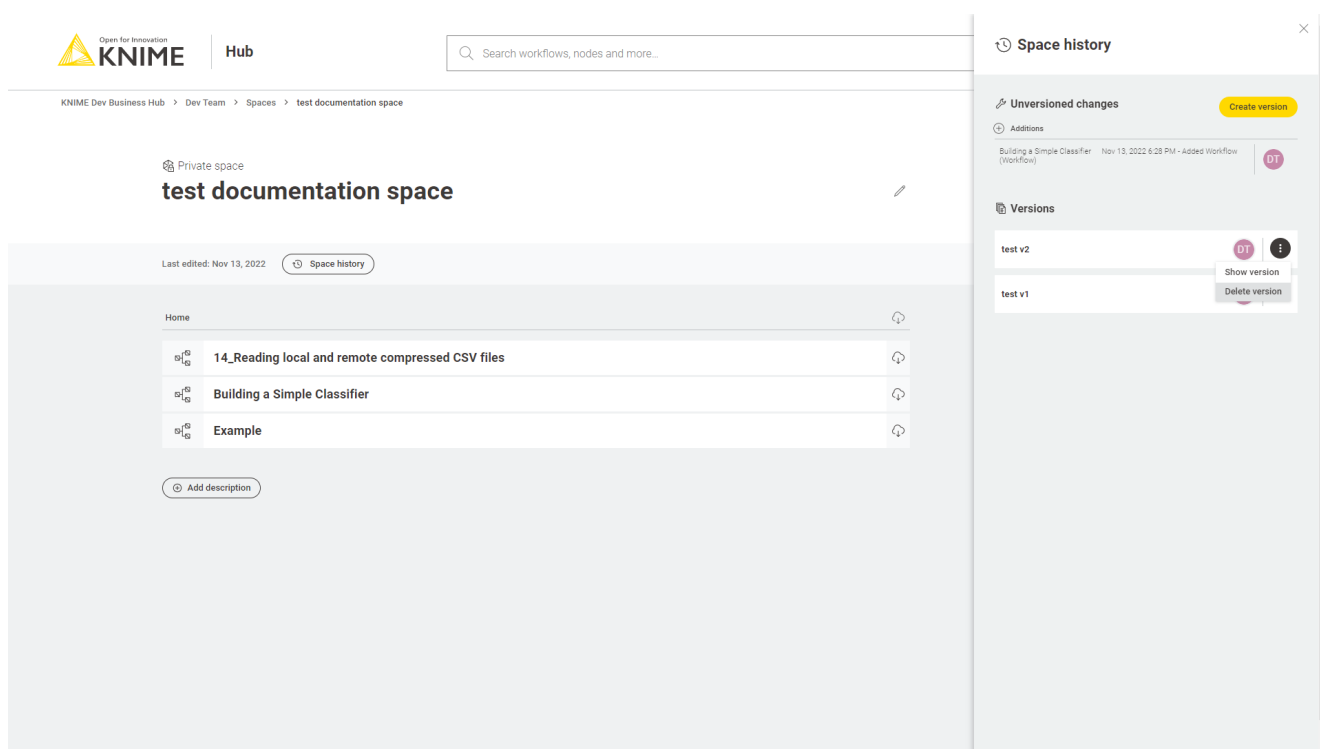 Open for Innovation
KNIME
Hub
Search workflows, nodes and more...
KNIME Dev Business Hub > Dev Team > Spaces > test documentation space
Private space
test documentation space
Last edited: Nov 13, 2022
Space history
Home
14_Reading local and remote compressed CSV files
Building a Simple Classifier
Example
Add description
Space history
Unversioned changes
Create version
Additions
Building a Simple Classifier Nov 13, 2022 6:28 PM - Added Workflow
(Workflow)
DT
Versions
test v2
DT
Show version
Delete version
test v1